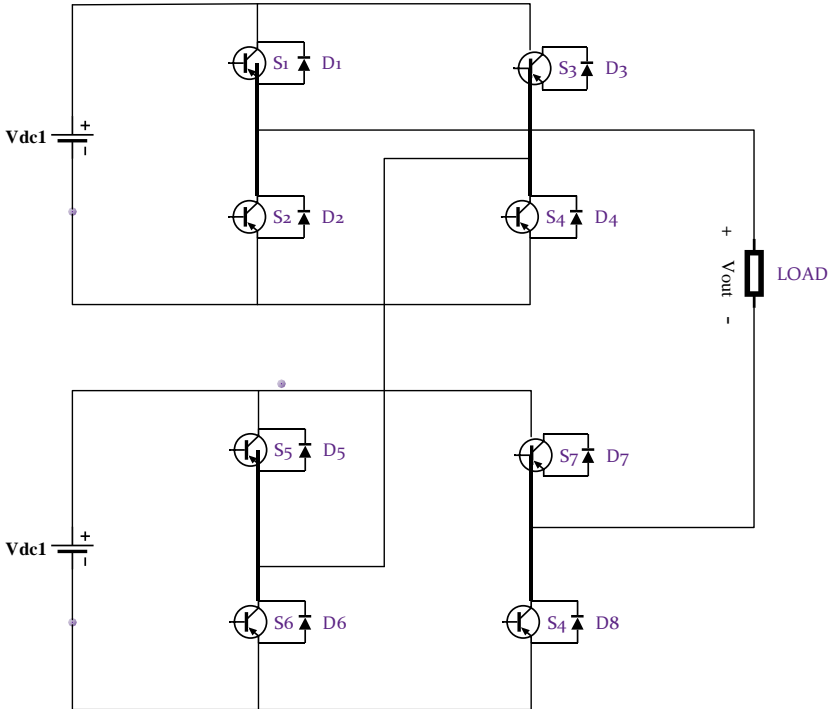 S1 D1 S3 D3
Vdc1 + -
S2 D2 S4 D4
+ Vout - LOAD
S5 D5 S7 D7
Vdc1 + -
S6 D6 S4 D8